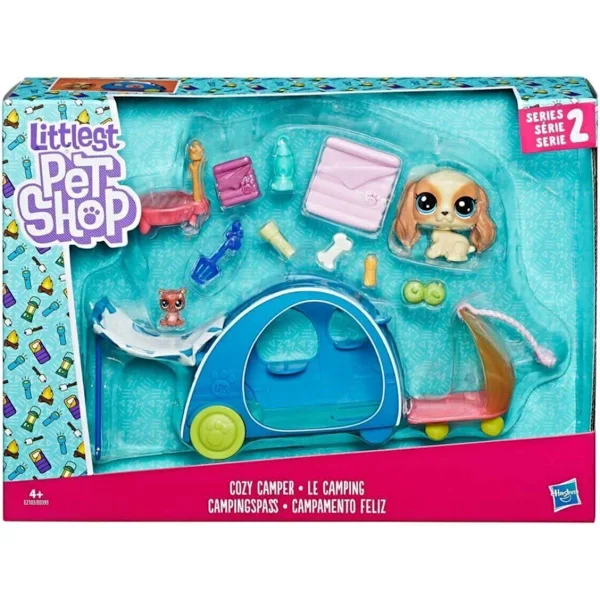 Littlest
PET
SHOP
SERIES
SÉRIE
SERIE
2
COZY CAMPER • LE CAMPING
CAMPINGSPASS • CAMPAMENTO FELIZ
4+
Hasbro